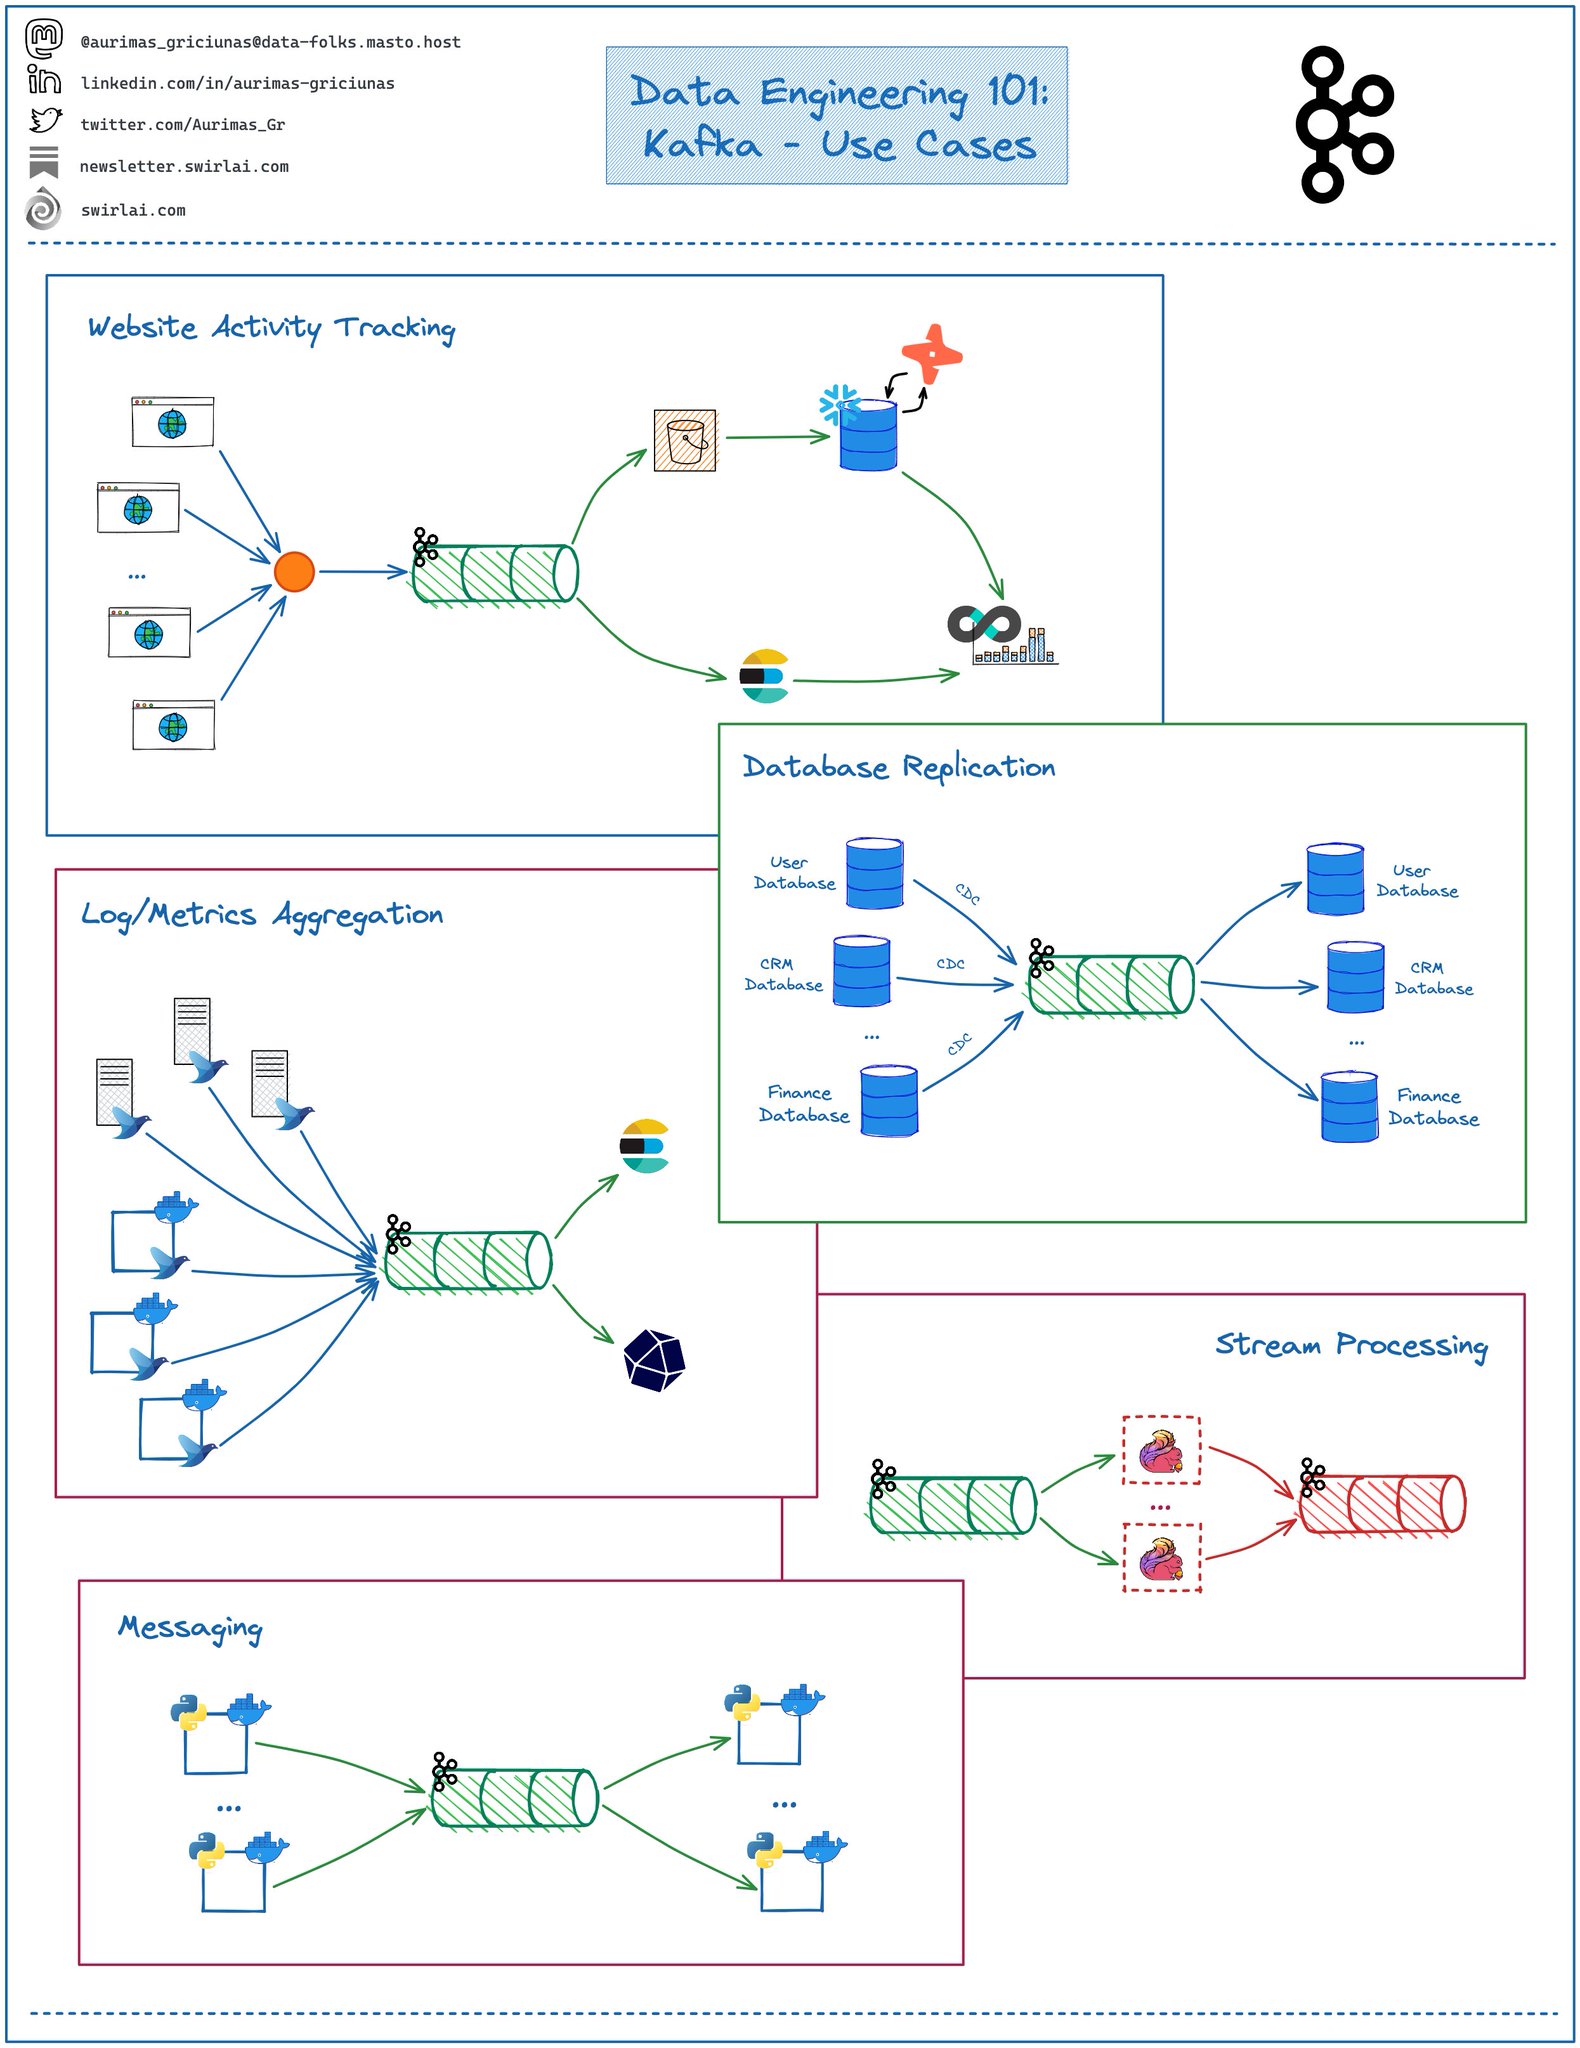 @aurimas_griciunas@data-folks.masto.host
linkedin.com/in/aurimas-griciunas
twitter.com/Aurimas_Gr
newsletter.swirlai.com
swirlai.com
Data Engineering 101:
Kafka - Use Cases
Website Activity Tracking
...
Database Replication
User
Database
CDC
User
Database
CRM
Database
CDC
CRM
Database
...
...
CDC
Finance
Database
Finance
Database
Log/Metrics Aggregation
Stream Processing
...
Messaging
...
...